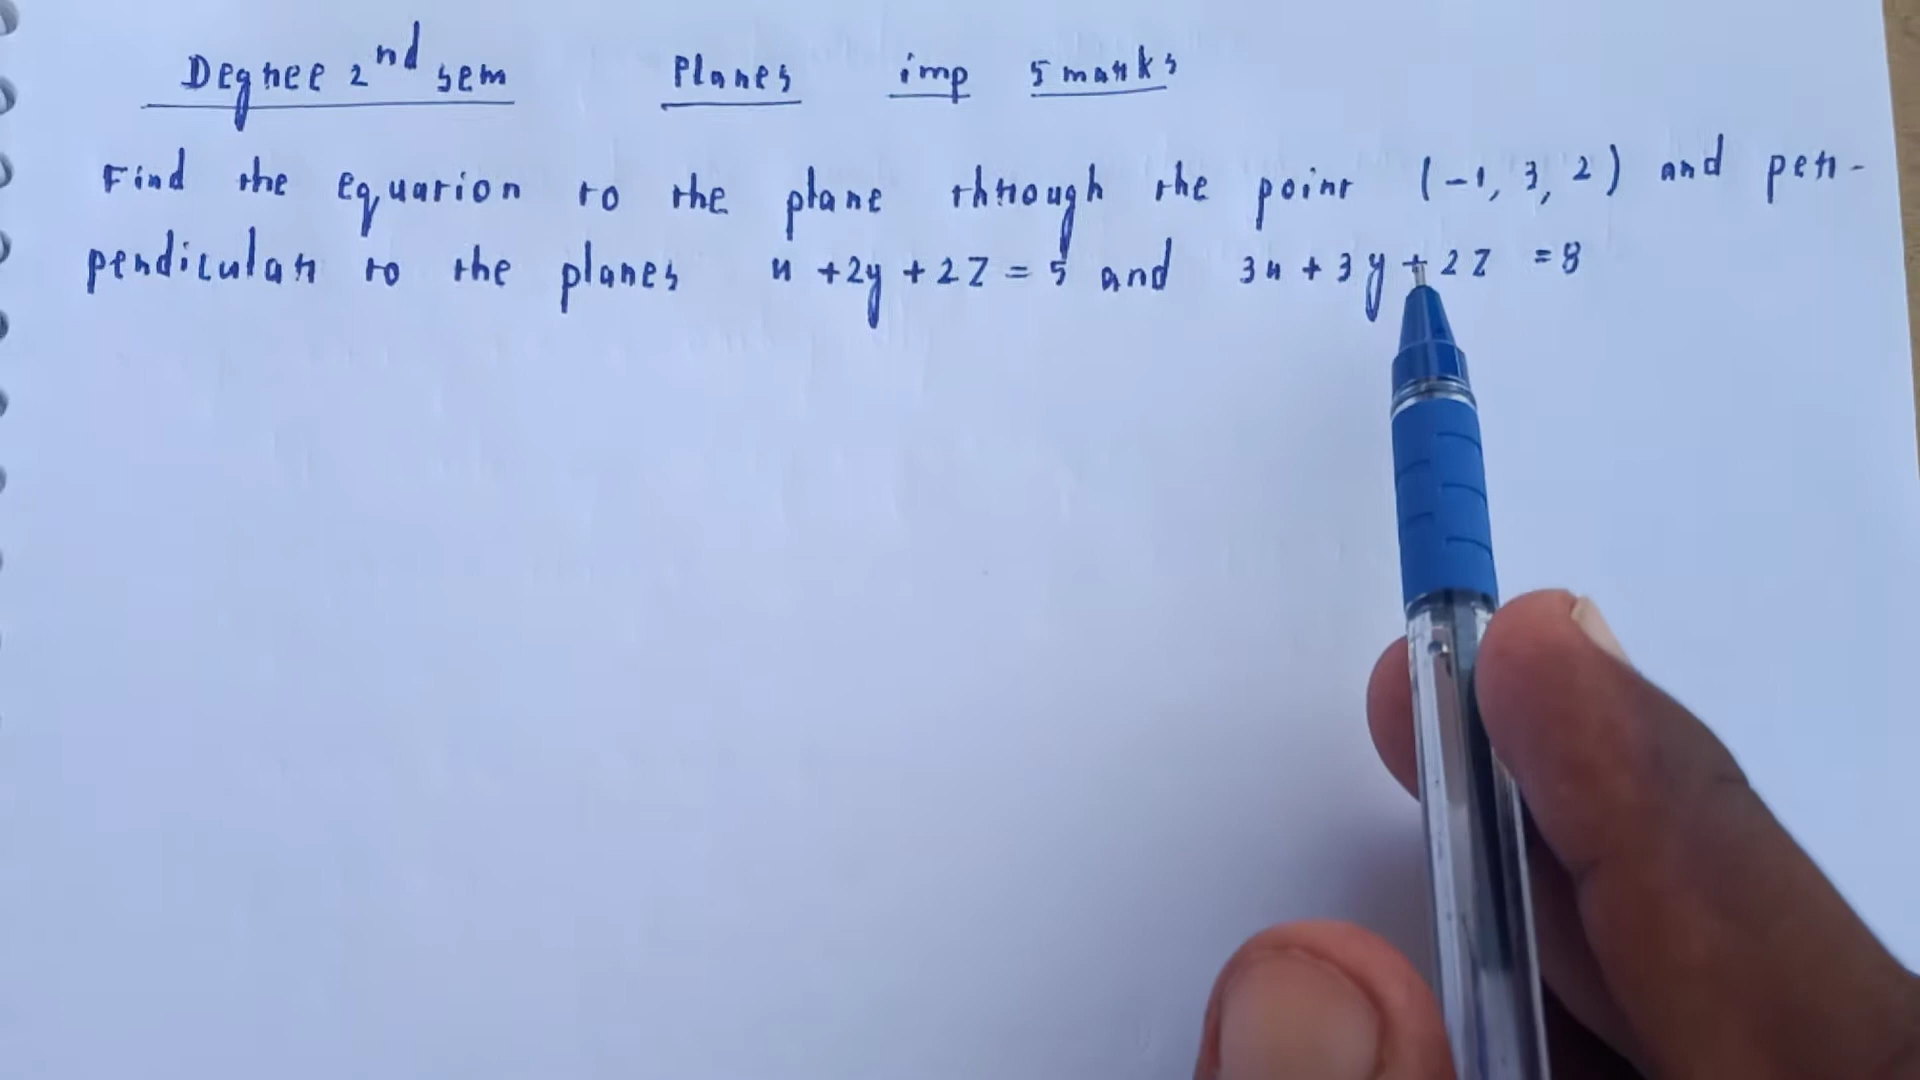 Degree 2nd sem Planes imp 5 marks
Find the equation to the plane through the point (-1, 3, 2) and per-
pendicular to the planes x + 2y + 2z = 5 and 3x + 3y + 2z = 8